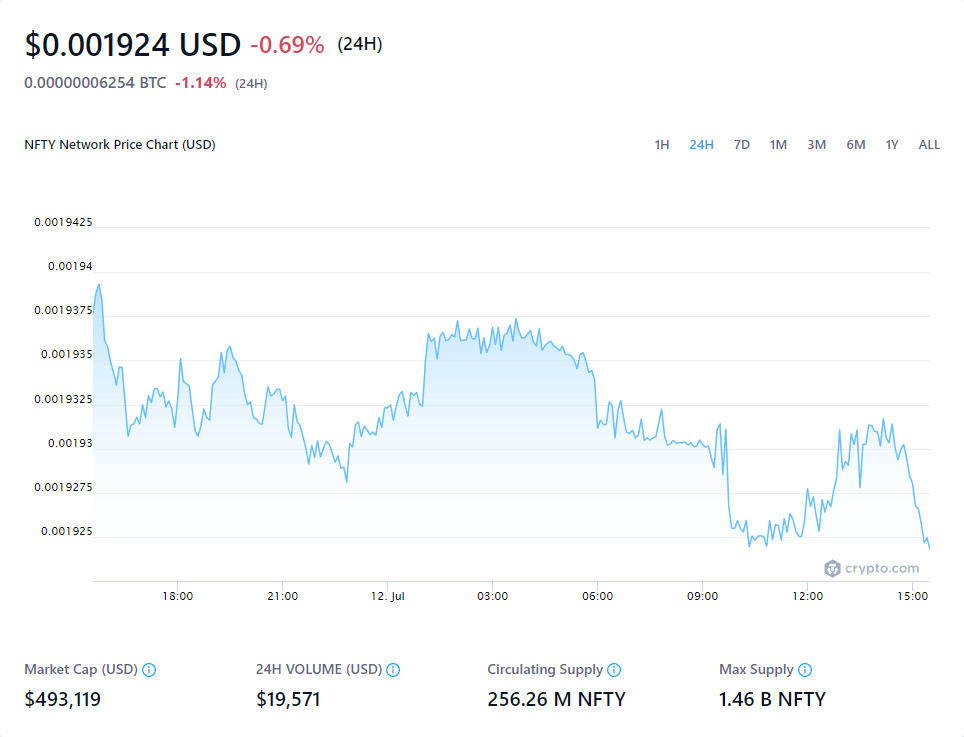 $0.001924 USD -0.69% (24H)
0.00000006254 BTC -1.14% (24H)
NFTY Network Price Chart (USD) 1H 24H 7D 1M 3M 6M 1Y ALL
0.0019425
0.00194
0.0019375
0.001935
0.0019325
0.00193
0.0019275
0.001925
crypto.com
18:00 21:00 12. Jul 03:00 06:00 09:00 12:00 15:00
Market Cap (USD) 24H VOLUME (USD) Circulating Supply Max Supply
$493,119 $19,571 256.26 M NFTY 1.46 B NFTY